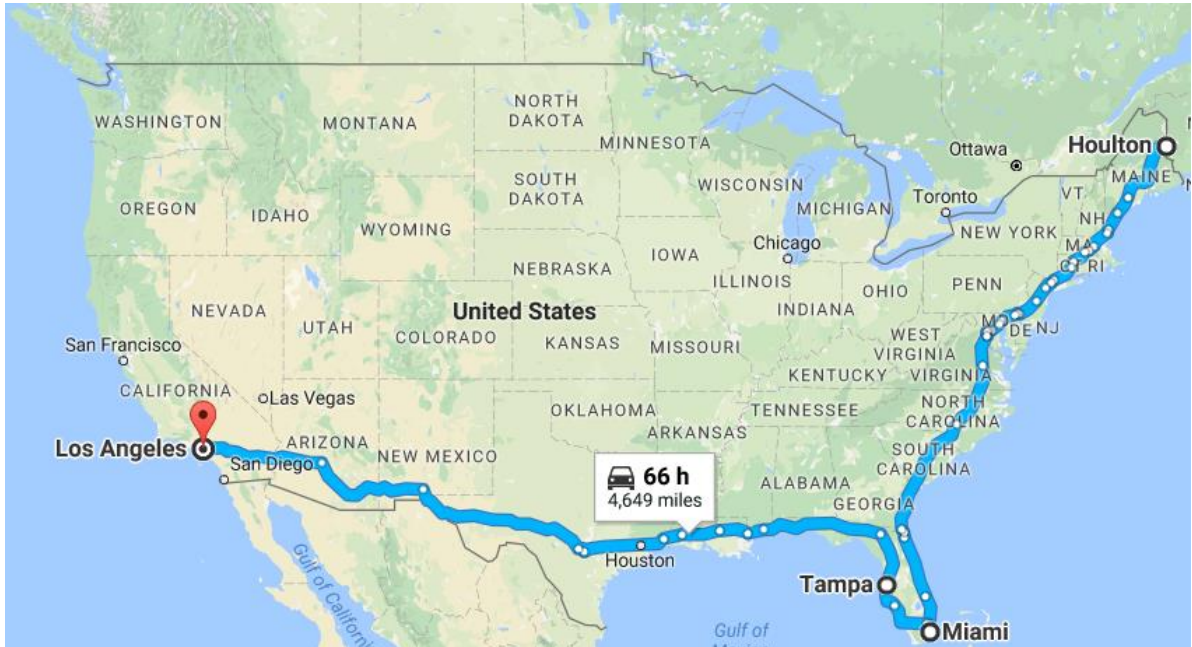 WASHINGTON
MONTANA
NORTH
DAKOTA
MINNESOTA
Ottawa
Houlton
MAINE
OREGON
IDAHO
SOUTH
DAKOTA
WISCONSIN
MICHIGAN
Toronto
VT
NH
WYOMING
NEW YORK
MA
CT RI
IOWA
Chicago
NEBRASKA
ILLINOIS
INDIANA
OHIO
PENN
NEVADA
UTAH
COLORADO
United States
KANSAS
MISSOURI
WEST
VIRGINIA
DE
NJ
San Francisco
CALIFORNIA
KENTUCKY
VIRGINIA
Las Vegas
OKLAHOMA
TENNESSEE
NORTH
CAROLINA
Los Angeles
ARIZONA
NEW MEXICO
ARKANSAS
SOUTH
CAROLINA
San Diego
66 h
4,649 miles
ALABAMA
GEORGIA
Houston
Gulf of California
Tampa
Miami
Gulf of